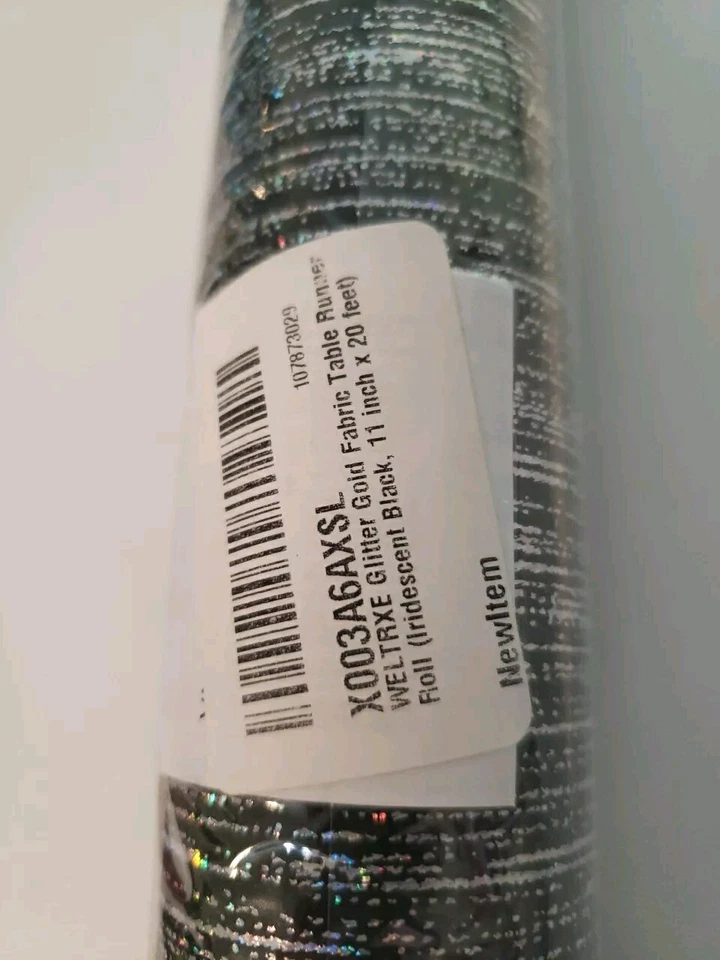 107873029
X003A6AXSL
WELTRXE Glitter Gold Fabric Table Runner
Roll (Iridescent Black, 11 inch x 20 feet)
NewItem